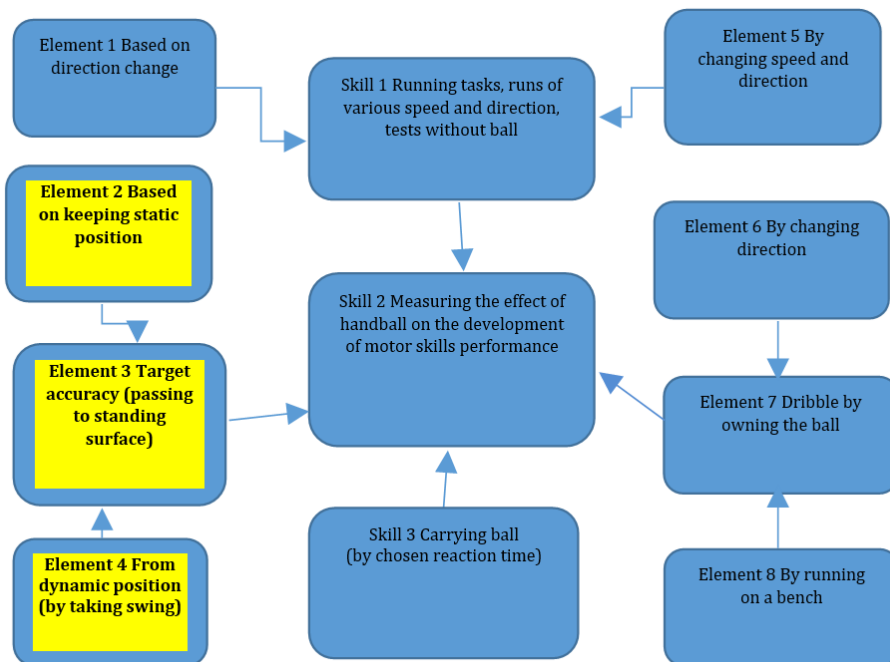 Element 1 Based on
direction change
Skill 1 Running tasks, runs of
various speed and direction,
tests without ball
Element 5 By
changing speed and
direction
Element 2 Based
on keeping static
position
Skill 2 Measuring the effect of
handball on the development
of motor skills performance
Element 6 By changing
direction
Element 3 Target
accuracy (passing
to standing
surface)
Element 7 Dribble by
owning the ball
Element 4 From
dynamic position
(by taking swing)
Skill 3 Carrying ball
(by chosen reaction time)
Element 8 By running
on a bench